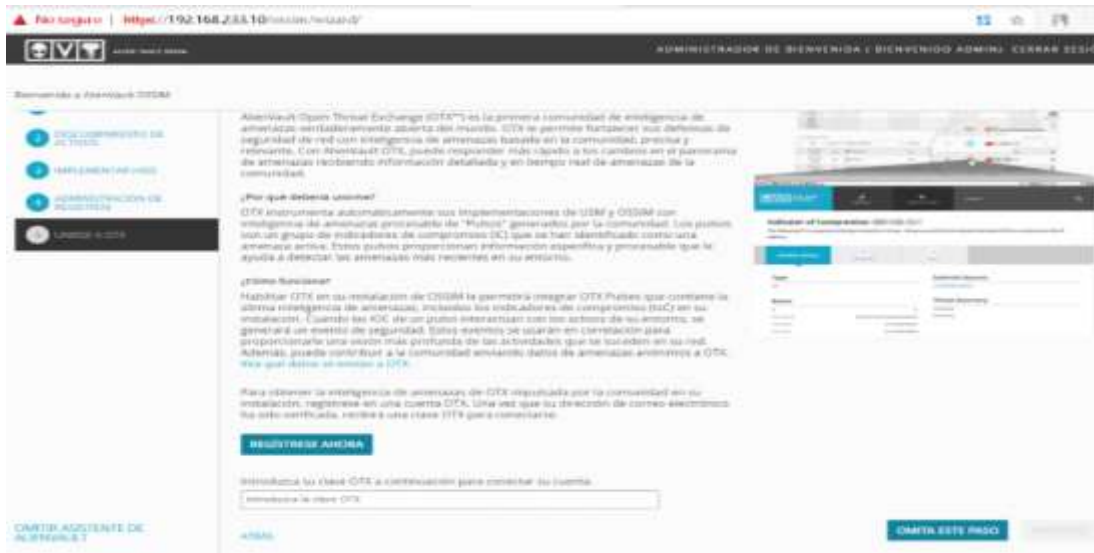 No seguro | https://192.168.233.10/ossim/wizard/
AVT
ADMINISTRADOR DE BIENVENIDA ( BIENVENIDO ADMIN) CERRAR SESIÓ
Bienvenido a AlienVault OSSIM
DESCUBRIMIENTO DE
ACTIVOS
IMPLEMENTAR HIDS
ADMINISTRACIÓN DE
REGISTROS
UNIRSE A OTX
AlienVault Open Threat Exchange (OTX™) es la primera comunidad de inteligencia de
amenazas verdaderamente abierta del mundo. OTX le permite fortalecer sus defensas de
seguridad de red con inteligencia de amenazas basada en la comunidad, precisa y
relevante. Con AlienVault OTX, puede responder más rápido a los cambios en el panorama
de amenazas recibiendo información detallada y en tiempo real de amenazas de la
comunidad.
¿Por qué debería unirme?
OTX instrumenta automáticamente sus implementaciones de USM y OSSIM con
inteligencia de amenazas procesable de "Pulsos" generados por la comunidad. Los pulsos
son un grupo de indicadores de compromiso (IC) que se han identificado como una
amenaza activa. Estos pulsos proporcionan información específica y procesable que le
ayuda a detectar las amenazas más recientes en su entorno.
¿Cómo funciona?
Habilitar OTX en su instalación de OSSIM le permitirá integrar OTX Pulses que contiene la
última inteligencia de amenazas, incluidos los indicadores de compromiso (IoC) en su
instalación. Cuando las IOC de un pulso interactúan con los activos de su entorno, se
generará un evento de seguridad. Estos eventos se usarán en correlación para
proporcionarle una visión más profunda de las actividades que se suceden en su red.
Además, puede contribuir a la comunidad enviando datos de amenazas anónimos a OTX.
Vea qué datos se envían a OTX.
Para obtener la inteligencia de amenazas de OTX impulsada por la comunidad en su
instalación, regístrese en una cuenta OTX. Una vez que su dirección de correo electrónico
ha sido verificada, recibirá una clave OTX para conectarse.
REGÍSTRESE AHORA
Introduzca su clave OTX a continuación para conectar su cuenta
Introduzca la clave OTX
OMITIR ASISTENTE DE
ALIENVAULT
ATRÁS
OMITA ESTE PASO
Indicator of Compromise